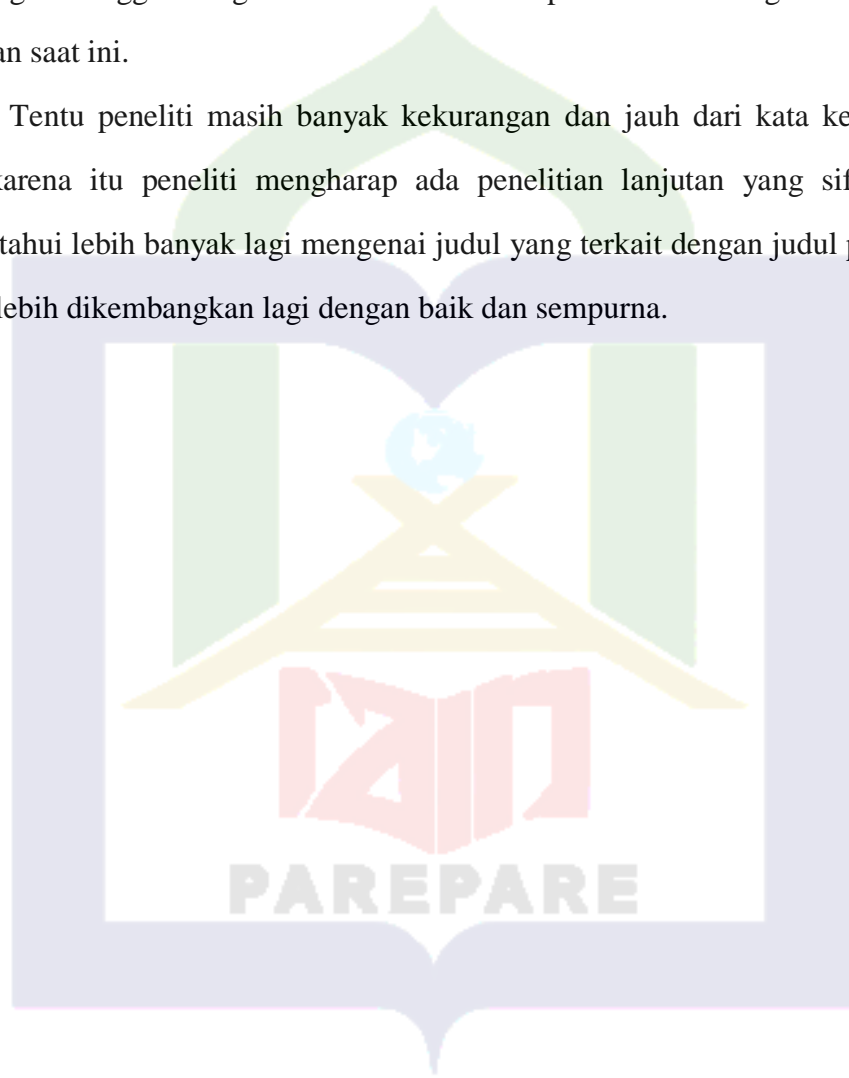 an saat ini.
Tentu peneliti masih banyak kekurangan dan jauh dari kata ke
karena itu peneliti mengharap ada penelitian lanjutan yang sif
tahui lebih banyak lagi mengenai judul yang terkait dengan judul p
lebih dikembangkan lagi dengan baik dan sempurna.
iain
PAREPARE